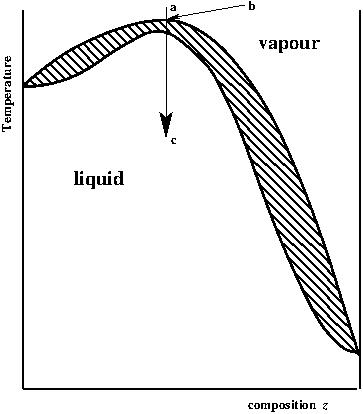 a
b
vapour
Temperature
c
liquid
composition z